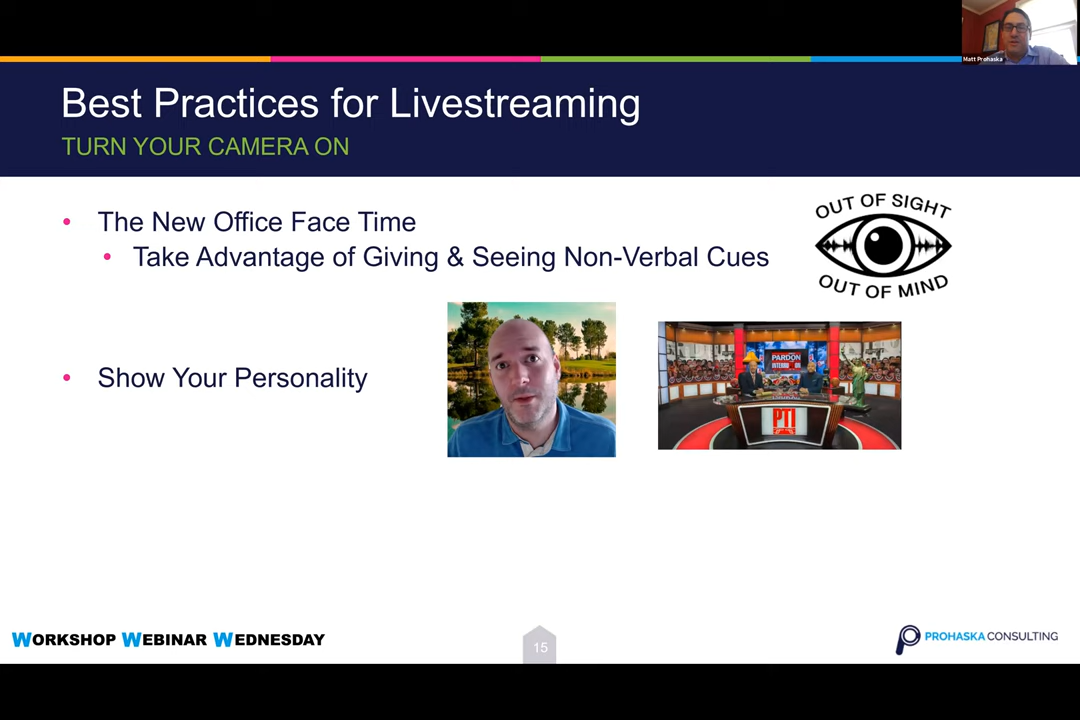 Matt Prohaska
Best Practices for Livestreaming
TURN YOUR CAMERA ON
• The New Office Face Time
• Take Advantage of Giving & Seeing Non-Verbal Cues
OUT OF SIGHT
OUT OF MIND
• Show Your Personality
PARDON
PTI
WORKSHOP WEBINAR WEDNESDAY
15
PROHASKA CONSULTING